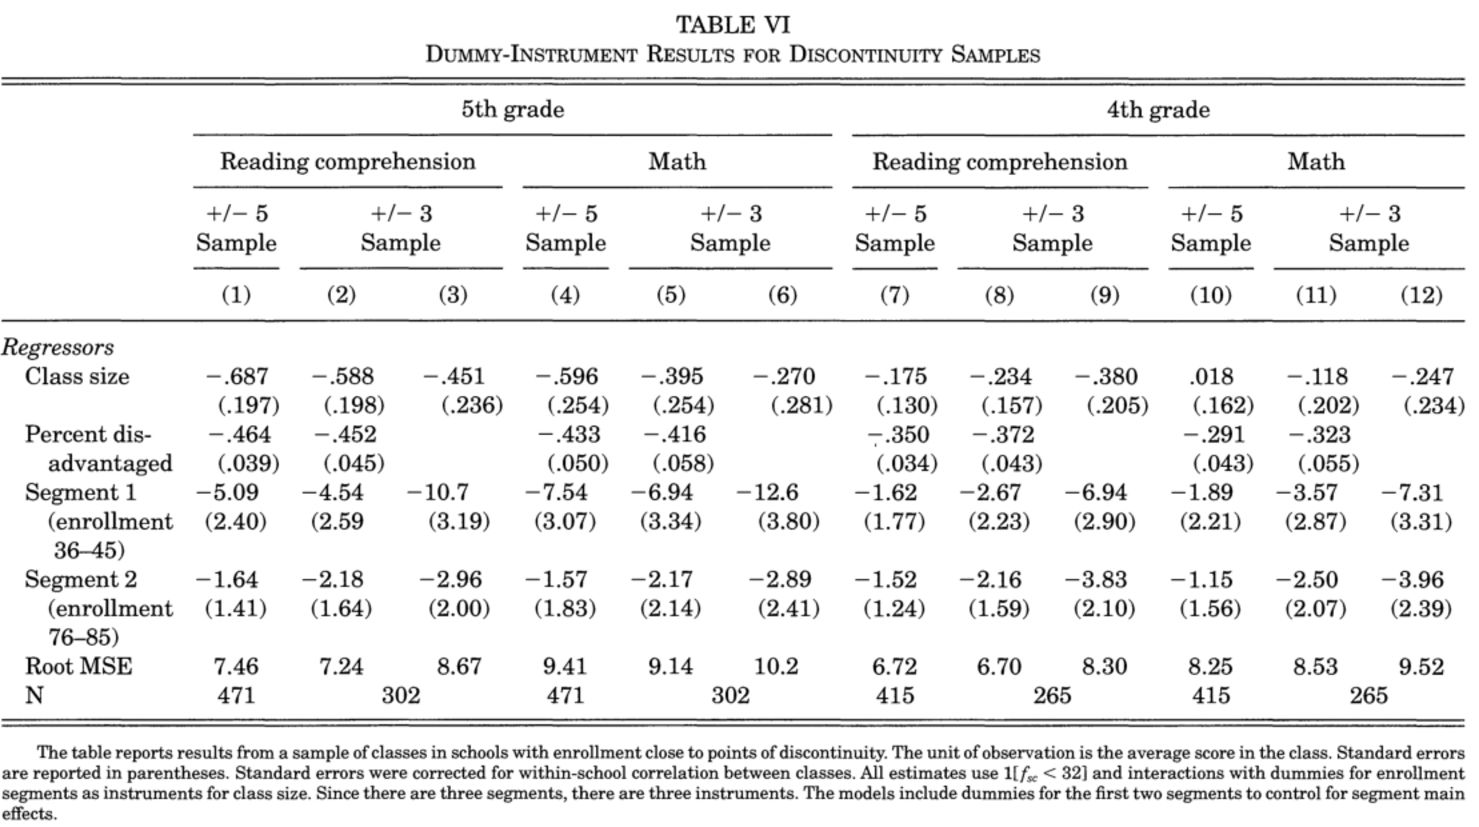 TABLE VI
DUMMY-INSTRUMENT RESULTS FOR DISCONTINUITY SAMPLES
5th grade 4th grade
Reading comprehension Math Reading comprehension Math
+/− 5 +/− 3 +/− 5 +/− 3 +/− 5 +/− 3 +/− 5 +/− 3
Sample Sample Sample Sample Sample Sample Sample Sample
(1) (2) (3) (4) (5) (6) (7) (8) (9) (10) (11) (12)
Regressors
Class size −.687 −.588 −.451 −.596 −.395 −.270 −.175 −.234 −.380 .018 −.118 −.247
(.197) (.198) (.236) (.254) (.254) (.281) (.130) (.157) (.205) (.162) (.202) (.234)
Percent dis- −.464 −.452 −.433 −.416 −.350 −.372 −.291 −.323
advantaged (.039) (.045) (.050) (.058) (.034) (.043) (.043) (.055)
Segment 1 −5.09 −4.54 −10.7 −7.54 −6.94 −12.6 −1.62 −2.67 −6.94 −1.89 −3.57 −7.31
(enrollment (2.40) (2.59 (3.19) (3.07) (3.34) (3.80) (1.77) (2.23) (2.90) (2.21) (2.87) (3.31)
36–45)
Segment 2 −1.64 −2.18 −2.96 −1.57 −2.17 −2.89 −1.52 −2.16 −3.83 −1.15 −2.50 −3.96
(enrollment (1.41) (1.64) (2.00) (1.83) (2.14) (2.41) (1.24) (1.59) (2.10) (1.56) (2.07) (2.39)
76–85)
Root MSE 7.46 7.24 8.67 9.41 9.14 10.2 6.72 6.70 8.30 8.25 8.53 9.52
N 471 302 471 302 415 265 415 265
The table reports results from a sample of classes in schools with enrollment close to points of discontinuity. The unit of observation is the average score in the class. Standard errors
are reported in parentheses. Standard errors were corrected for within-school correlation between classes. All estimates use 1[fsc < 32] and interactions with dummies for enrollment
segments as instruments for class size. Since there are three segments, there are three instruments. The models include dummies for the first two segments to control for segment main
effects.